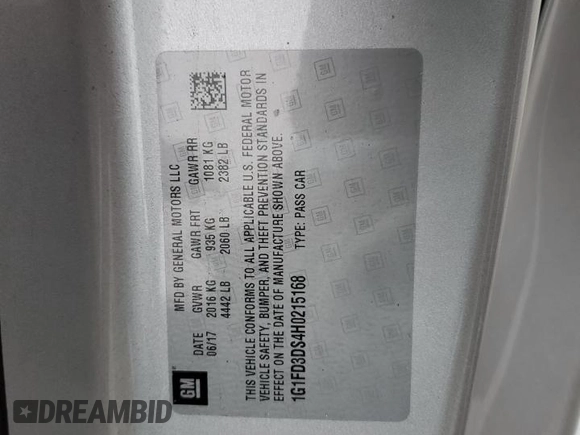 MFD BY GENERAL MOTORS LLC
DATE GVWR GAWR FRT GAWR RR
06/17 2016 KG 935 KG 1081 KG
4442 LB 2060 LB 2382 LB
THIS VEHICLE CONFORMS TO ALL APPLICABLE U.S. FEDERAL MOTOR
VEHICLE SAFETY, BUMPER, AND THEFT PREVENTION STANDARDS IN
EFFECT ON THE DATE OF MANUFACTURE SHOWN ABOVE.
1G1FD3DS4H0215168 TYPE: PASS CAR
GM
DREAMBID